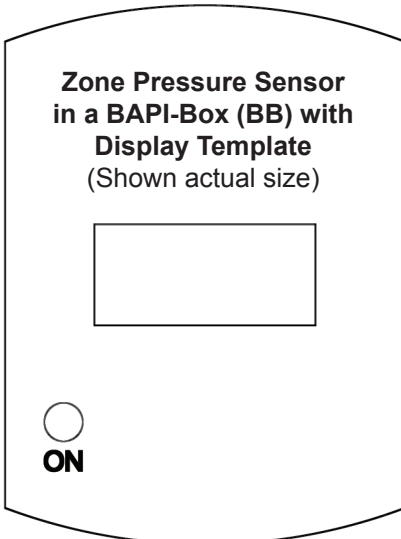 Zone Pressure Sensor
in a BAPI-Box (BB) with
Display Template
(Shown actual size)
ON